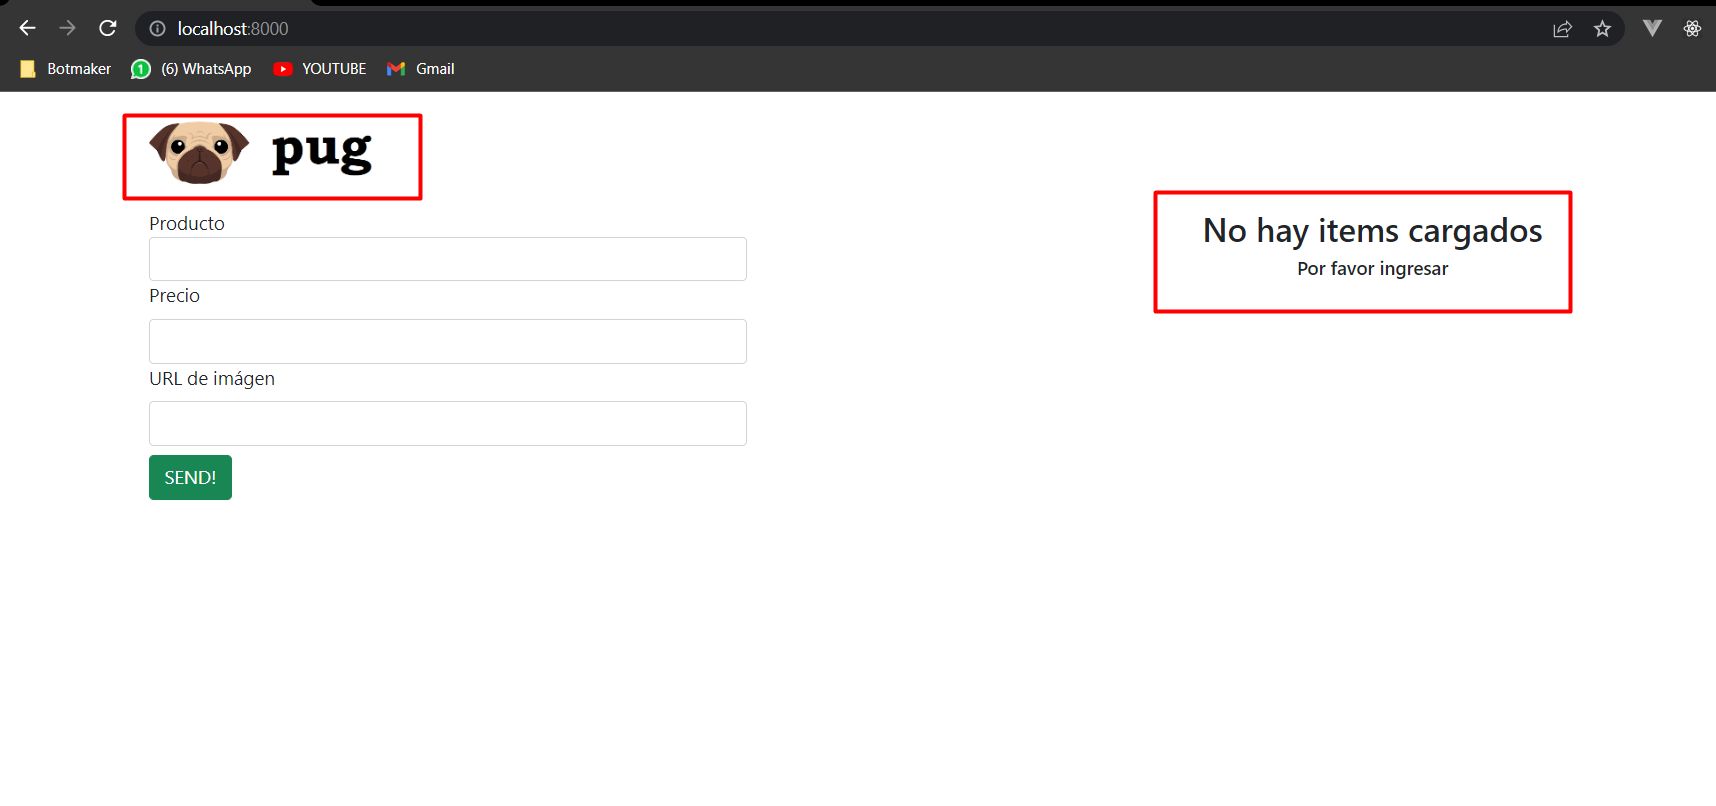 localhost:8000
Botmaker (6) WhatsApp YOUTUBE Gmail
pug
Producto
Precio
URL de imágen
SEND!
No hay items cargados
Por favor ingresar